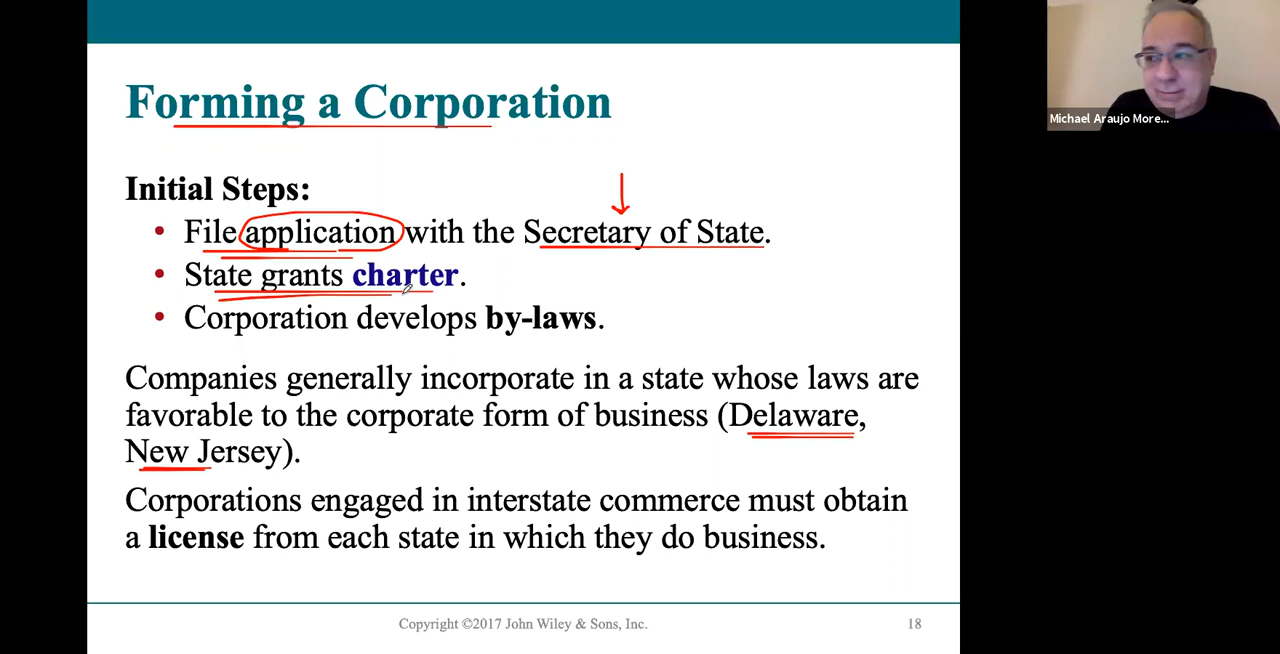 Forming a Corporation
Initial Steps:
• File application with the Secretary of State.
• State grants charter.
• Corporation develops by-laws.
Companies generally incorporate in a state whose laws are
favorable to the corporate form of business (Delaware,
New Jersey).
Corporations engaged in interstate commerce must obtain
a license from each state in which they do business.
Copyright ©2017 John Wiley & Sons, Inc.
18
Michael Araujo More...